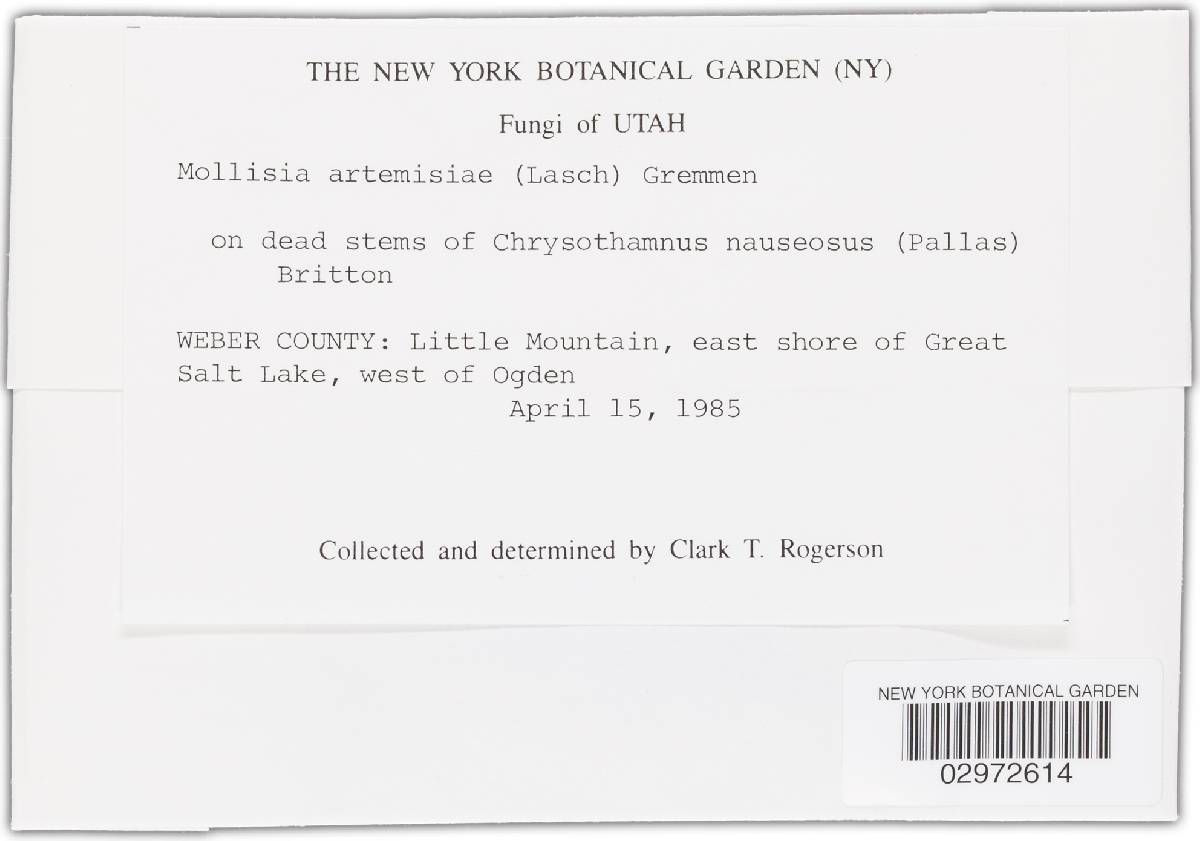 THE NEW YORK BOTANICAL GARDEN (NY)
Fungi of UTAH
Mollisia artemisiae (Lasch) Gremmen
on dead stems of Chrysothamnus nauseosus (Pallas)
Britton
WEBER COUNTY: Little Mountain, east shore of Great
Salt Lake, west of Ogden
April 15, 1985
Collected and determined by Clark T. Rogerson
NEW YORK BOTANICAL GARDEN
02972614